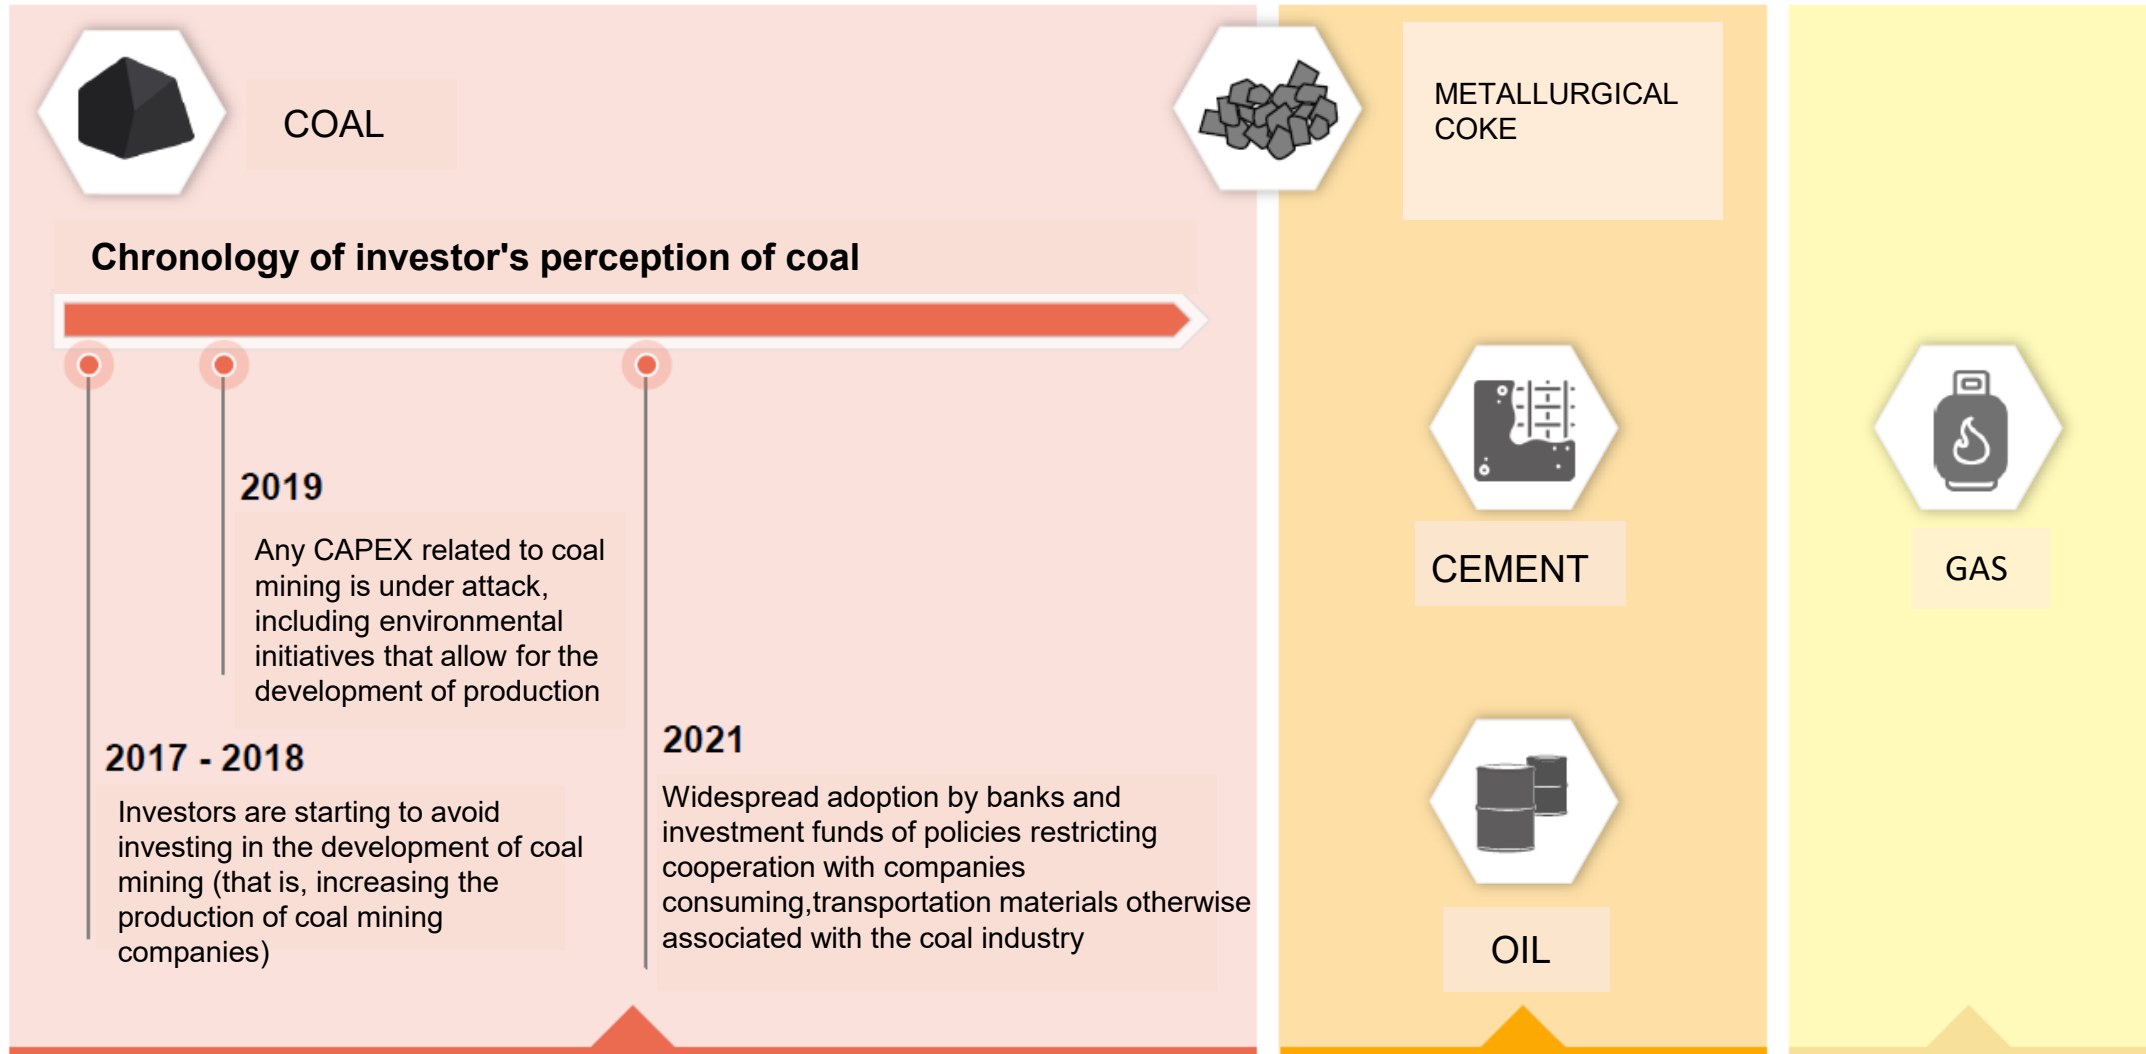 COAL
METALLURGICAL
COKE
Chronology of investor's perception of coal
2019
Any CAPEX related to coal
mining is under attack,
including environmental
initiatives that allow for the
development of production
2017 - 2018
Investors are starting to avoid
investing in the development of coal
mining (that is, increasing the
production of coal mining
companies)
2021
Widespread adoption by banks and
investment funds of policies restricting
cooperation with companies
consuming,transportation materials otherwise
associated with the coal industry
CEMENT
OIL
GAS